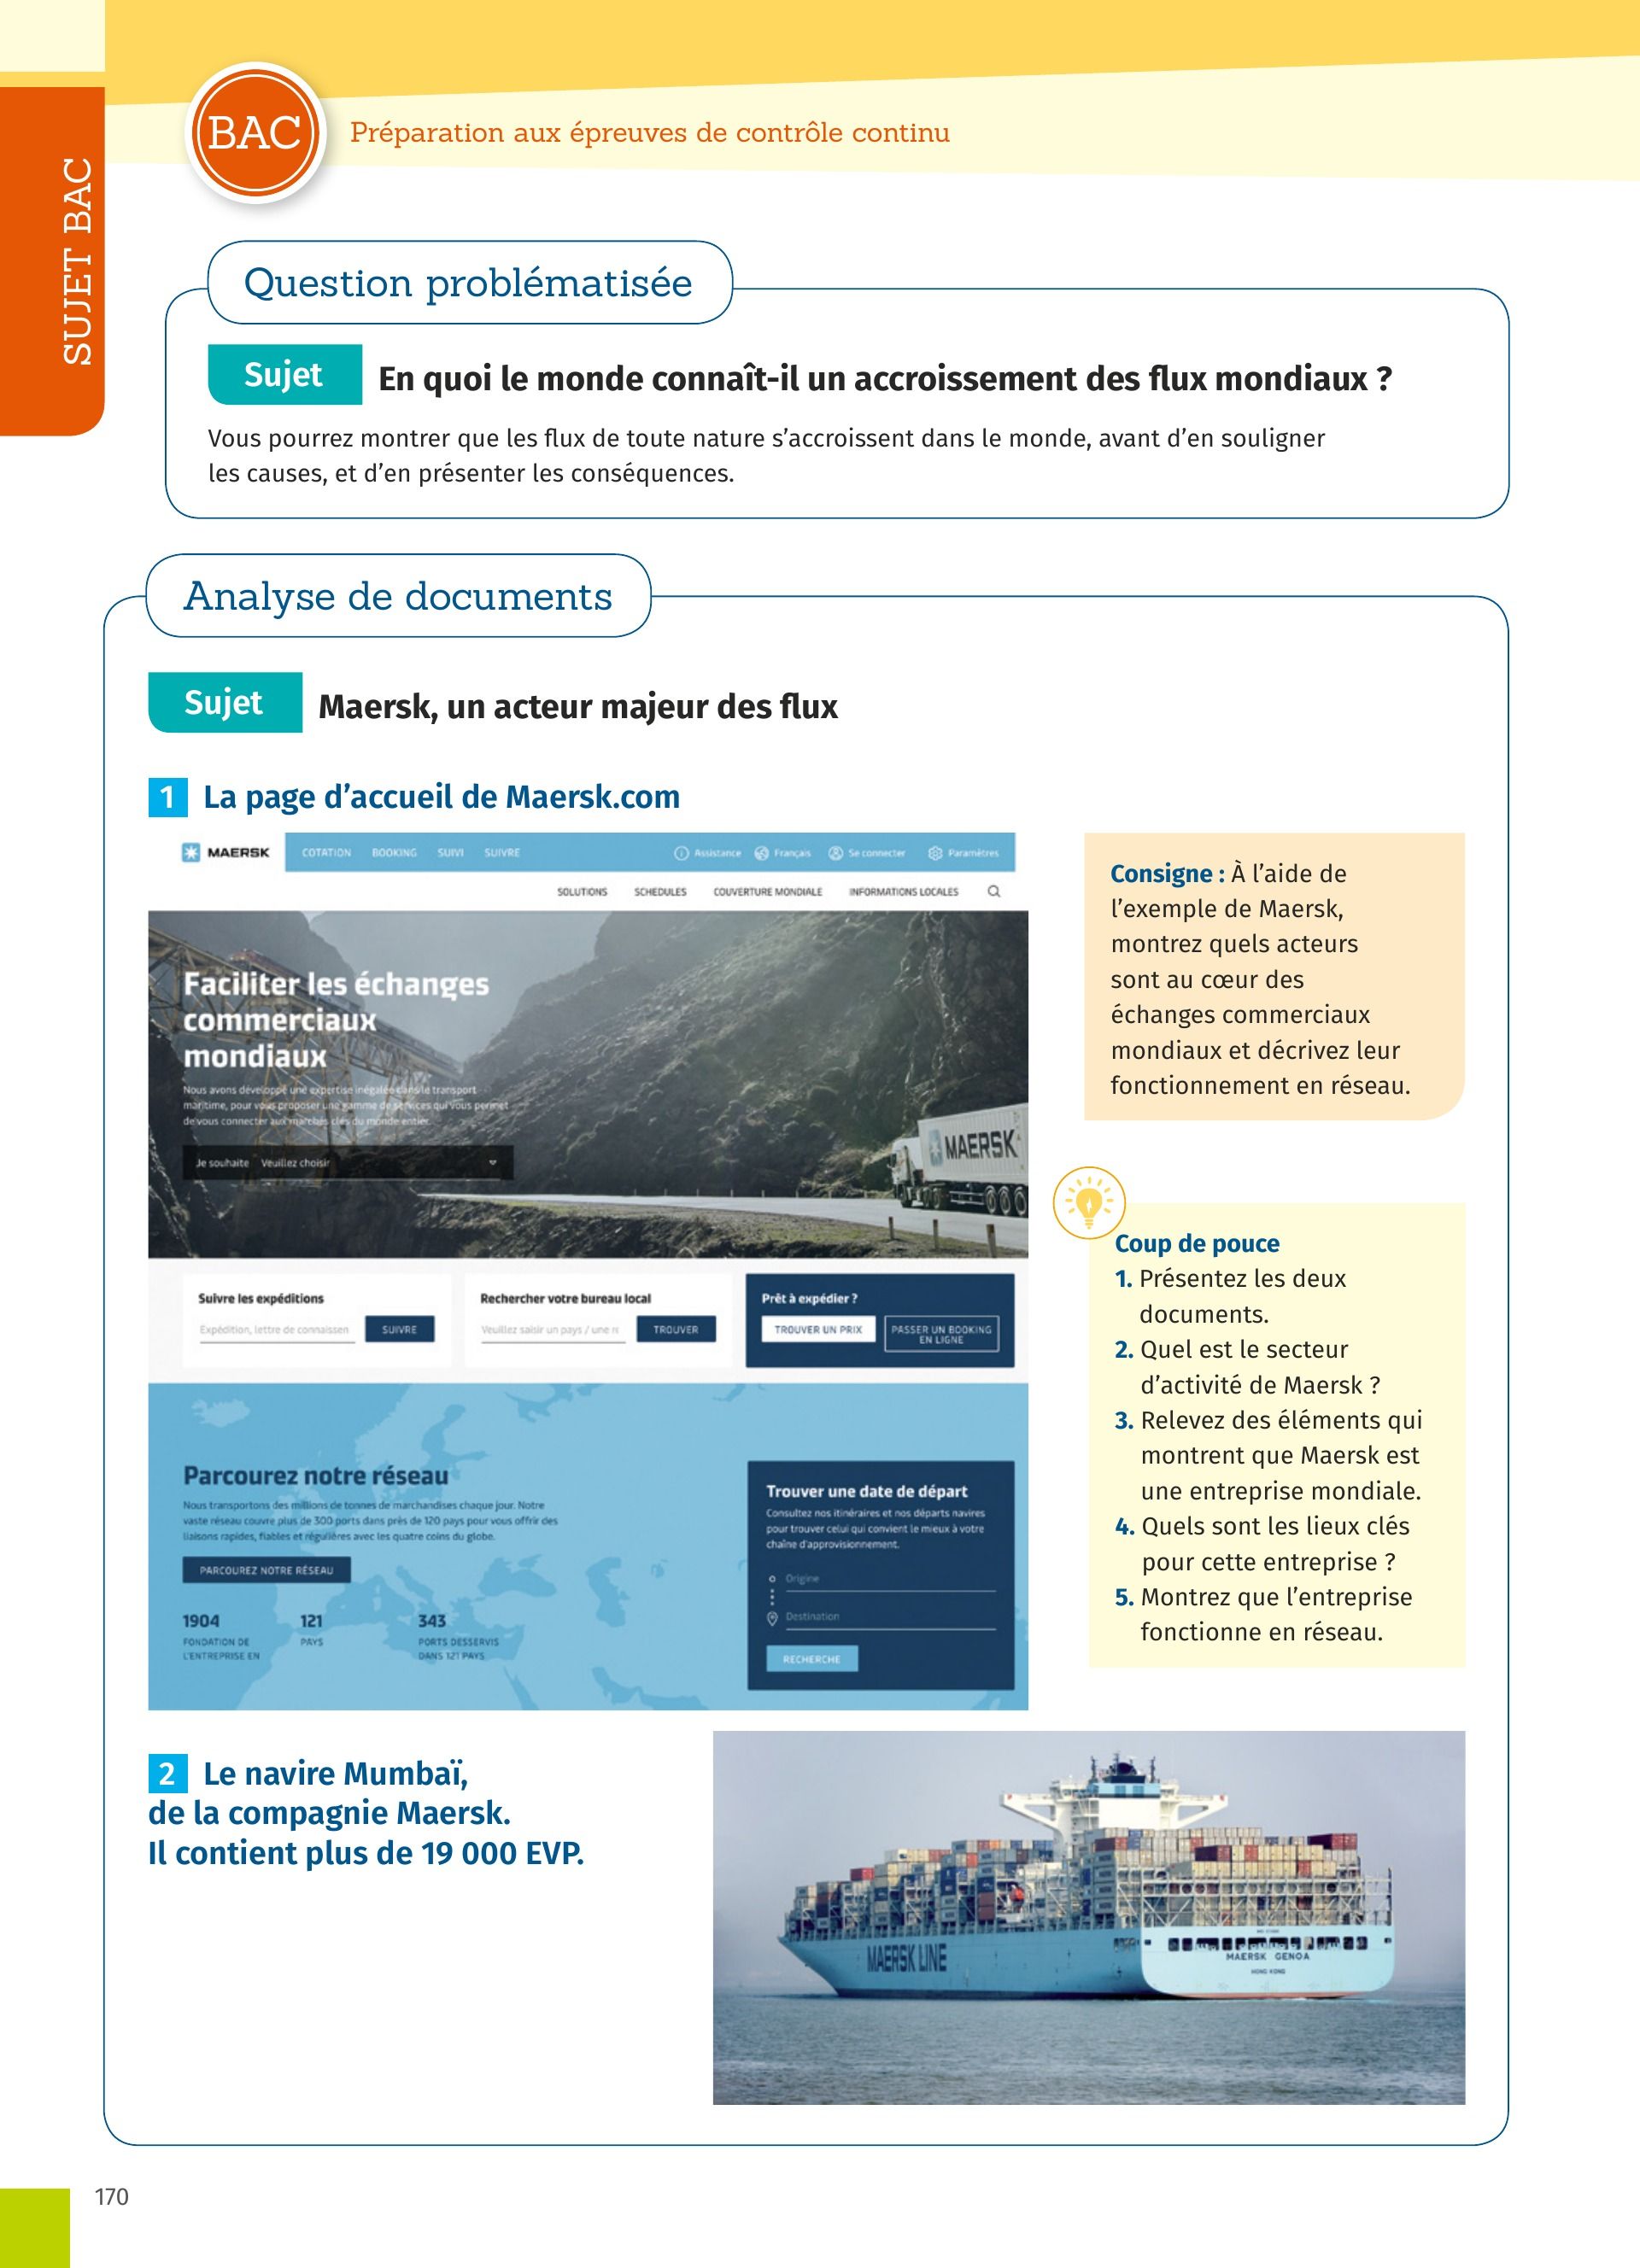 SUJET BAC
BAC
Préparation aux épreuves de contrôle continu
Question problématisée
Sujet
En quoi le monde connaît-il un accroissement des flux mondiaux ?
Vous pourrez montrer que les flux de toute nature s'accroissent dans le monde, avant d'en souligner
les causes, et d'en présenter les conséquences.
Analyse de documents
Sujet
Maersk, un acteur majeur des flux
1 La page d'accueil de Maersk.com
MAERSK
COTATION BOOKING SUIVI SUIVRE
Assistance Français Se connecter Paramètres
SOLUTIONS SCHEDULES COUVERTURE MONDIALE INFORMATIONS LOCALES
Faciliter les échanges
commerciaux
mondiaux
Nous avons développé une expertise inégalée dans le transport
maritime, pour vous proposer une gamme de services qui vous permet
de vous connecter aux marchés clés du monde entier.
Je souhaite Veuillez choisir
MAERSK
Suivre les expéditions
Expédition, lettre de connaissen
SUIVRE
Rechercher votre bureau local
Veuillez saisir un pays / une
TROUVER
Prêt à expédier ?
TROUVER UN PRIX
PASSER UN BOOKING
EN LIGNE
Parcourez notre réseau
Nous transportons des millions de tonnes de marchandises chaque jour. Notre
vaste réseau couvre plus de 300 ports dans près de 120 pays pour vous offrir des
liaisons rapides, fiables et régulières avec les quatre coins du globe.
PARCOUREZ NOTRE RÉSEAU
1904
FONDATION DE
L'ENTREPRISE EN
121
PAYS
343
PORTS DESSERVIS
DANS 121 PAYS
Trouver une date de départ
Consultez nos itinéraires et nos départs navires
pour trouver celui qui convient le mieux à votre
chaîne d'approvisionnement.
Origine
Destination
RECHERCHE
Consigne : À l'aide de
l'exemple de Maersk,
montrez quels acteurs
sont au cœur des
échanges commerciaux
mondiaux et décrivez leur
fonctionnement en réseau.
Coup de pouce
1. Présentez les deux
documents.
2. Quel est le secteur
d'activité de Maersk ?
3. Relevez des éléments qui
montrent que Maersk est
une entreprise mondiale.
4. Quels sont les lieux clés
pour cette entreprise ?
5. Montrez que l'entreprise
fonctionne en réseau.
2 Le navire Mumbaï,
de la compagnie Maersk.
Il contient plus de 19 000 EVP.
MAERSK LINE
MAERSK GENOA
HONG KONG
170